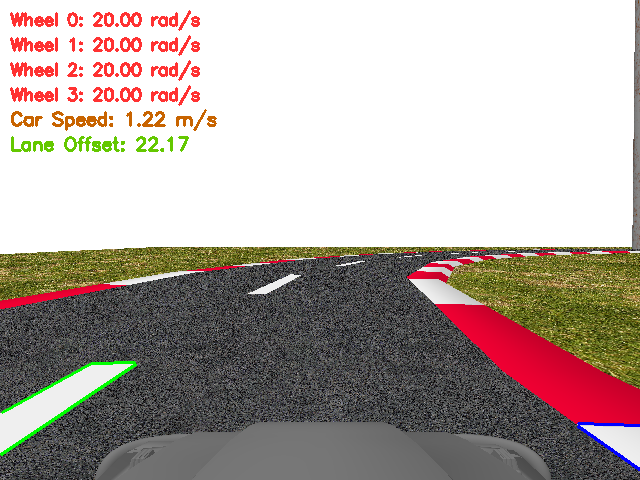 Wheel 0: 20.00 rad/s
Wheel 1: 20.00 rad/s
Wheel 2: 20.00 rad/s
Wheel 3: 20.00 rad/s
Car Speed: 1.22 m/s
Lane Offset: 22.17